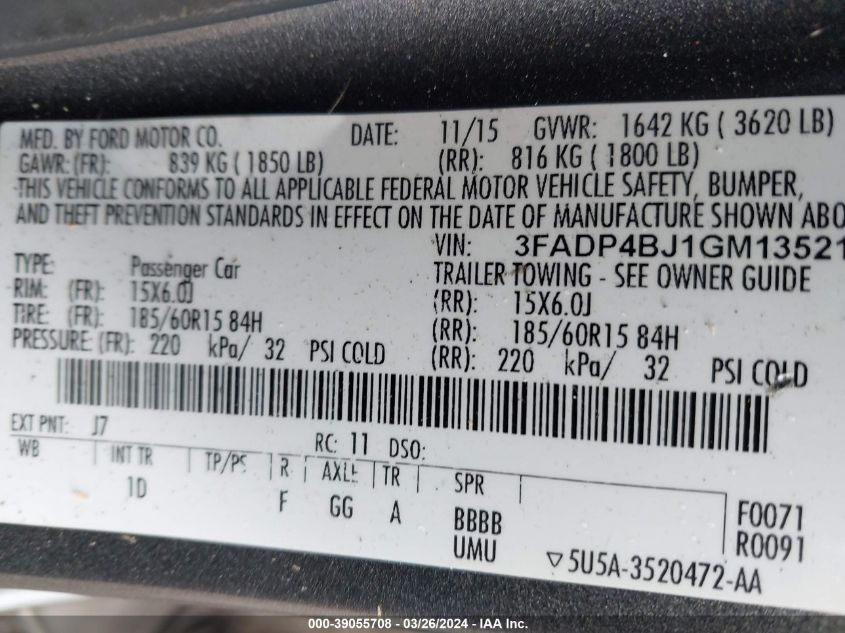 MFD. BY FORD MOTOR CO. DATE: 11/15 GVWR: 1642 KG ( 3620 LB)
GAWR: (FR): 839 KG ( 1850 LB) (RR): 816 KG ( 1800 LB)
THIS VEHICLE CONFORMS TO ALL APPLICABLE FEDERAL MOTOR VEHICLE SAFETY, BUMPER,
AND THEFT PREVENTION STANDARDS IN EFFECT ON THE DATE OF MANUFACTURE SHOWN ABO
VIN: 3FADP4BJ1GM13521
TYPE: Passenger Car TRAILER TOWING - SEE OWNER GUIDE
RIM: (FR): 15X6.0J (RR): 15X6.0J
TIRE: (FR): 185/60R15 84H (RR): 185/60R15 84H
PRESSURE: (FR): 220 kPa/ 32 PSI COLD (RR): 220 kPa/ 32 PSI COLD
EXT PNT: J7 RC: 11 DSO:
WB INT TR TP/PS R AXLE TR SPR
1D F GG A BBBB F0071
UMU R0091
5U5A-3520472-AA
000-39055708 - 03/26/2024 - IAA Inc.